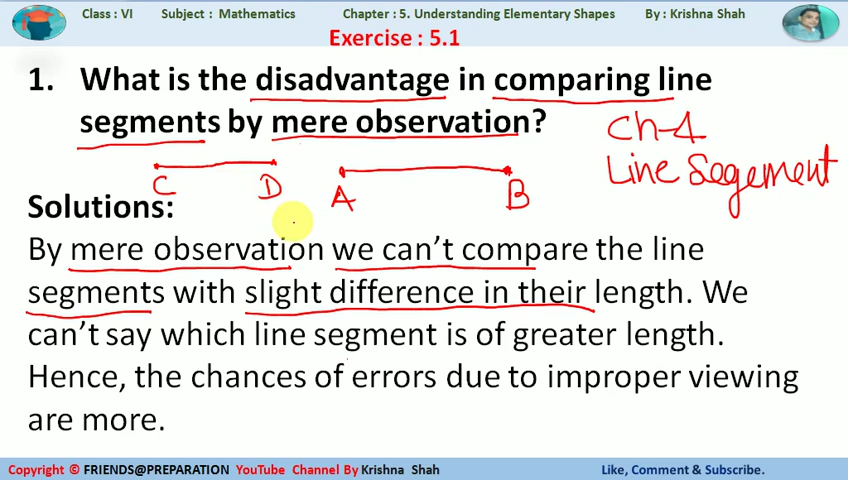 Class : VI Subject : Mathematics Chapter : 5. Understanding Elementary Shapes By : Krishna Shah
Exercise : 5.1
1. What is the disadvantage in comparing line
segments by mere observation?
Ch-4
Line Segement
C D A B
Solutions:
By mere observation we can't compare the line
segments with slight difference in their length. We
can't say which line segment is of greater length.
Hence, the chances of errors due to improper viewing
are more.
Copyright © FRIENDS@PREPARATION YouTube Channel By Krishna Shah Like, Comment & Subscribe.